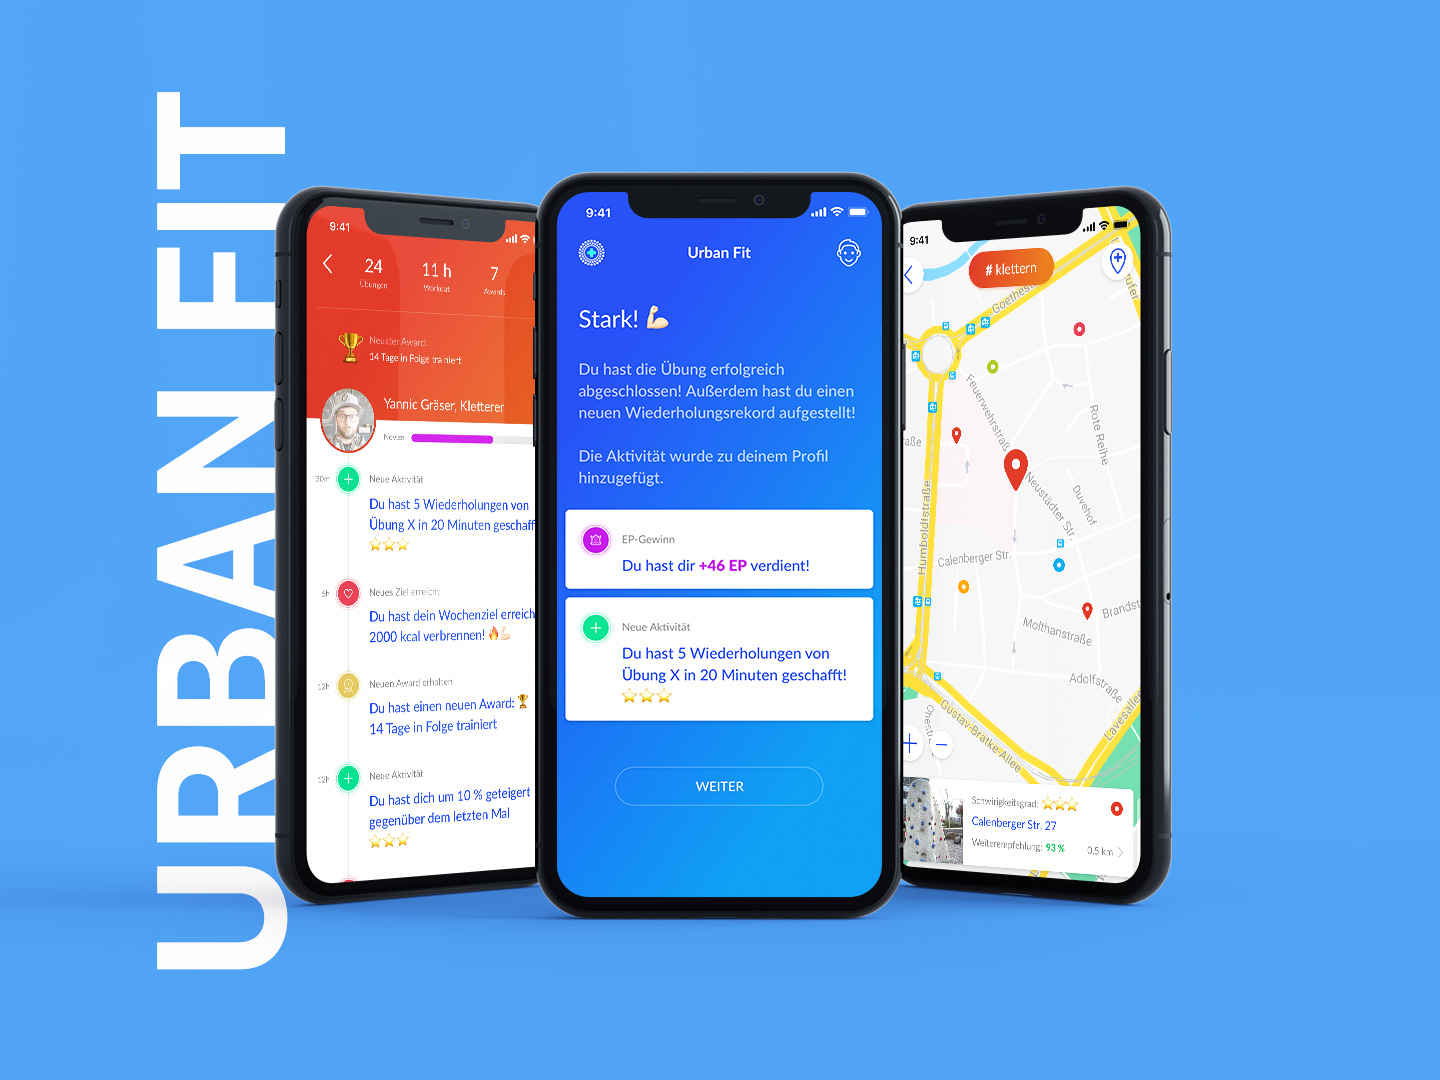 URBAN FIT
9:41
24
Übungen
11 h
Workout
7
Awards
Neuster Award:
14 Tage in Folge trainiert
Yannic Gräser, Kletterer
Novize
30m
Neue Aktivität
Du hast 5 Wiederholungen von
Übung X in 20 Minuten geschaff
5h
Neues Ziel erreicht:
Du hast dein Wochenziel erreich
2000 kcal verbrennen! 🔥💪🏻
12h
Neuen Award erhalten
Du hast einen neuen Award: 🏆
14 Tage in Folge trainiert
12h
Neue Aktivität
Du hast dich um 10 % geteigert
gegenüber dem letzten Mal
9:41
Urban Fit
Stark! 💪🏻
Du hast die Übung erfolgreich
abgeschlossen! Außerdem hast du einen
neuen Wiederholungsrekord aufgestellt!
Die Aktivität wurde zu deinem Profil
hinzugefügt.
EP-Gewinn
Du hast dir +46 EP verdient!
Neue Aktivität
Du hast 5 Wiederholungen von
Übung X in 20 Minuten geschafft!
⭐⭐⭐
WEITER
9:41
# klettern
Goethest
ufer
Feuerwehrstraße
Rote Reihe
raße
Neustädter Str.
Duvehof
Humboldtstraße
Calenberger Str.
Brandst
Molthanstraße
Adolfstraße
Gustav-Bratke-Allee
Lavesalle
Schwirigkeitsgrad: ⭐⭐⭐
Calenberger Str. 27
Weiterempfehlung: 93 %
0,5 km